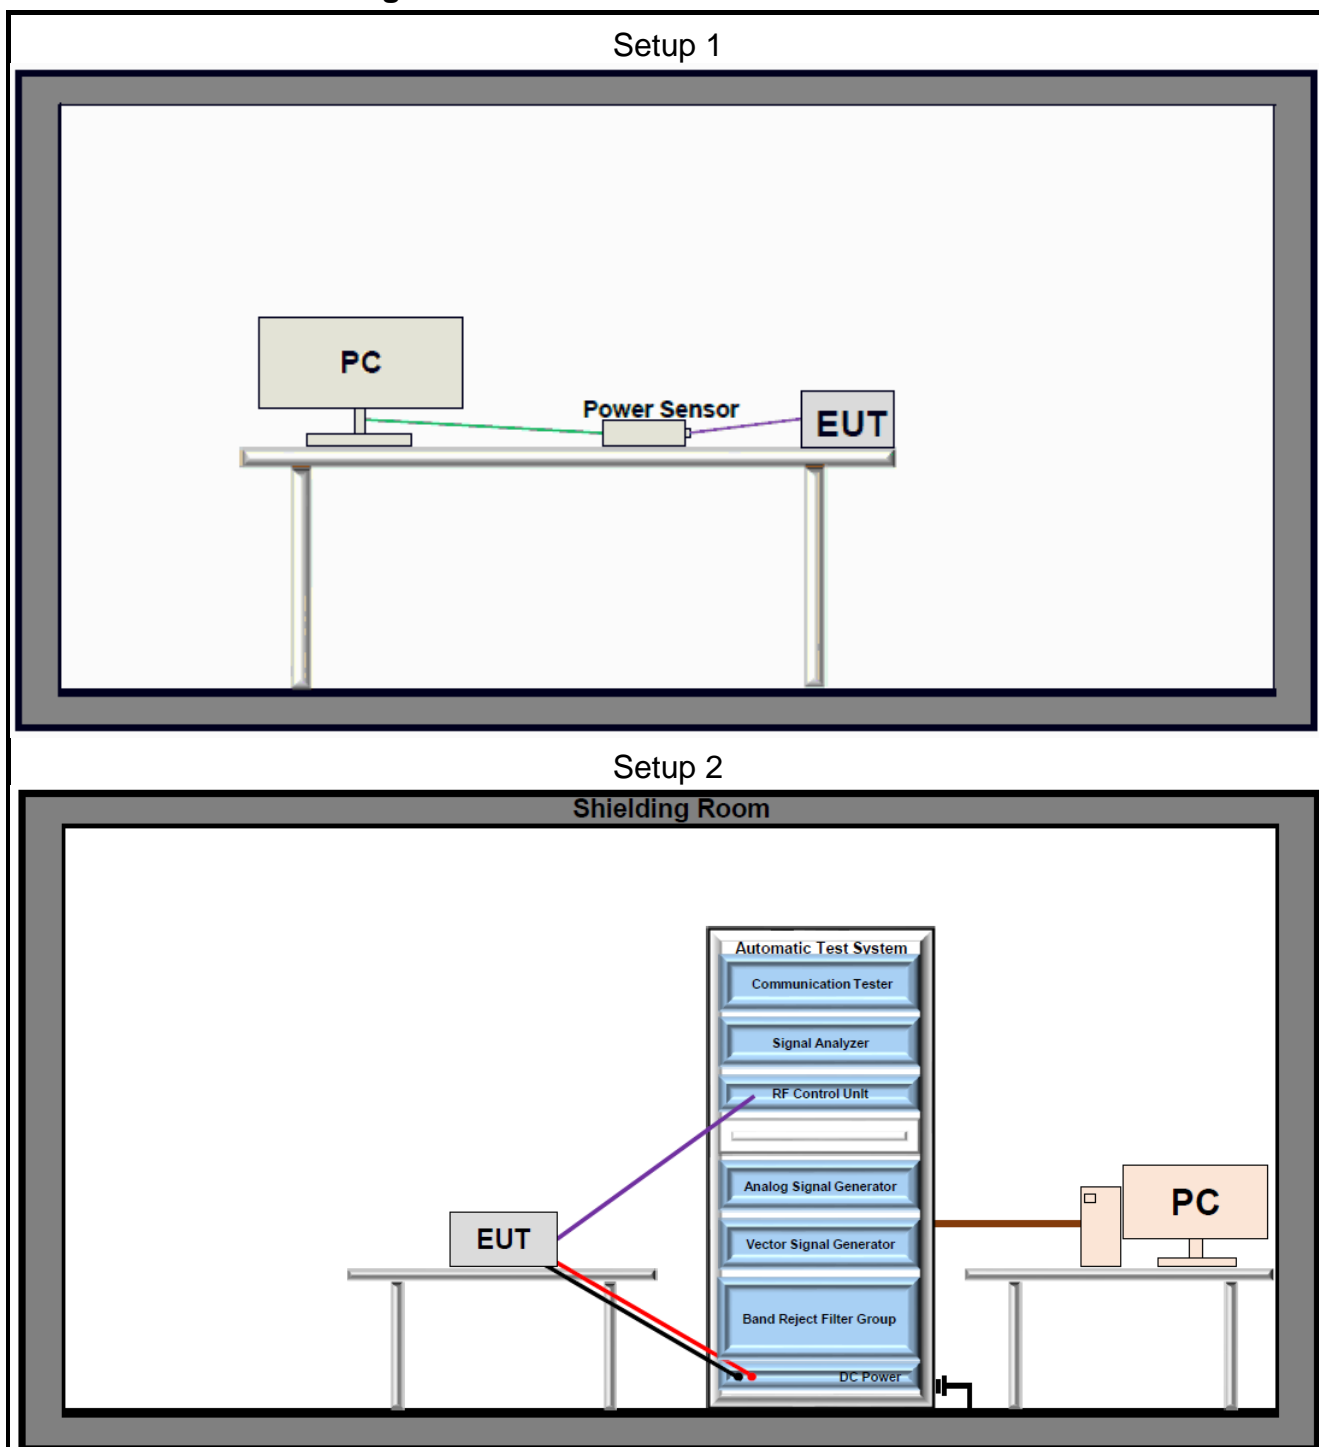 Setup 1
PC
Power Sensor
EUT
Setup 2
Shielding Room
Automatic Test System
Communication Tester
Signal Analyzer
RF Control Unit
Analog Signal Generator
PC
Vector Signal Generator
EUT
Band Reject Filter Group
DC Power